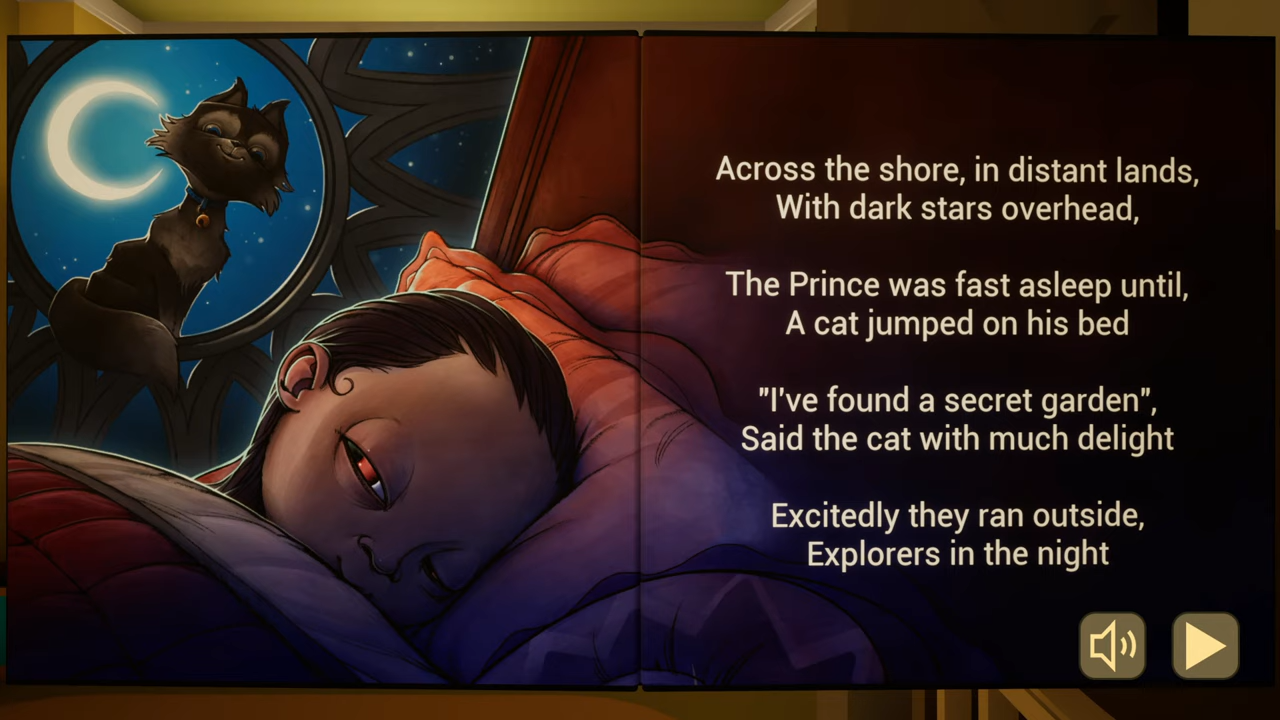 Across the shore, in distant lands,
With dark stars overhead,
The Prince was fast asleep until,
A cat jumped on his bed
"I've found a secret garden",
Said the cat with much delight
Excitedly they ran outside,
Explorers in the night